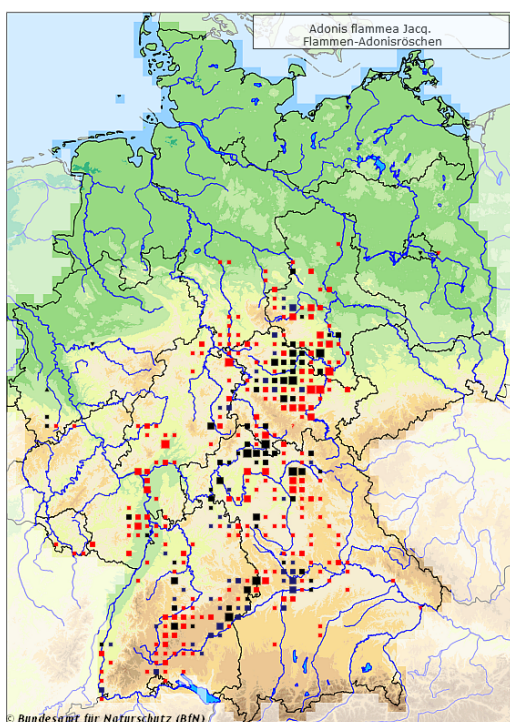 Adonis flammea Jacq.
Flammen-Adonisröschen
© Bundesamt für Naturschutz (BfN)